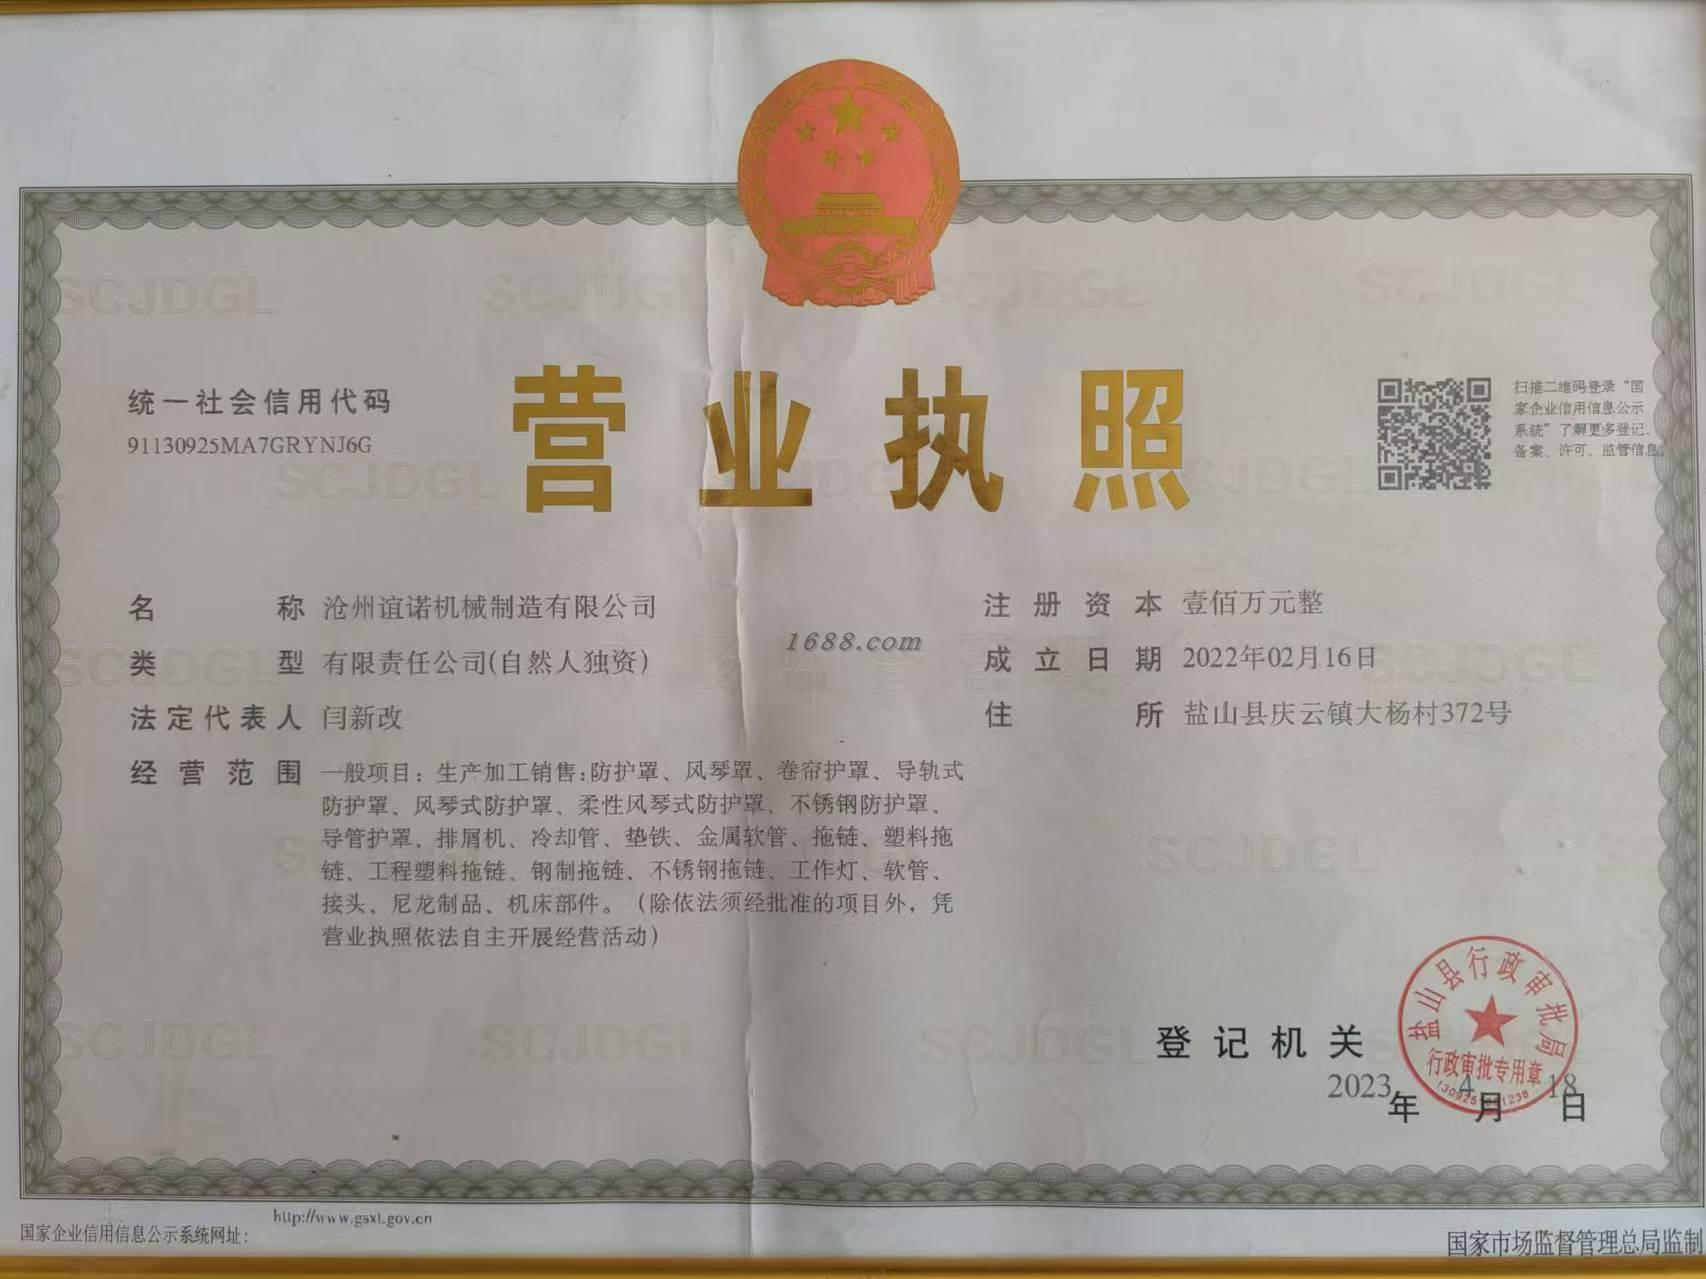 统一社会信用代码
91130925MA7GRYNJ6G
营业执照
扫描二维码登录“国
家企业信用信息公示
系统”了解更多登记、
备案、许可、监管信息。
名称 沧州谊诺机械制造有限公司
类型 有限责任公司(自然人独资)
法定代表人 闫新改
经营范围 一般项目：生产加工销售:防护罩、风琴罩、卷帘护罩、导轨式
防护罩、风琴式防护罩、柔性风琴式防护罩、不锈钢防护罩、
导管护罩、排屑机、冷却管、垫铁、金属软管、拖链、塑料拖
链、工程塑料拖链、钢制拖链、不锈钢拖链、工作灯、软管、
接头、尼龙制品、机床部件。（除依法须经批准的项目外，凭
营业执照依法自主开展经营活动）
1688.com
注册资本 壹佰万元整
成立日期 2022年02月16日
住所 盐山县庆云镇大杨村372号
登记机关
盐山县行政审批局
行政审批专用章
2023年4月18日
国家企业信用信息公示系统网址：
http://www.gsxt.gov.cn
国家市场监督管理总局监制
SCJDGL